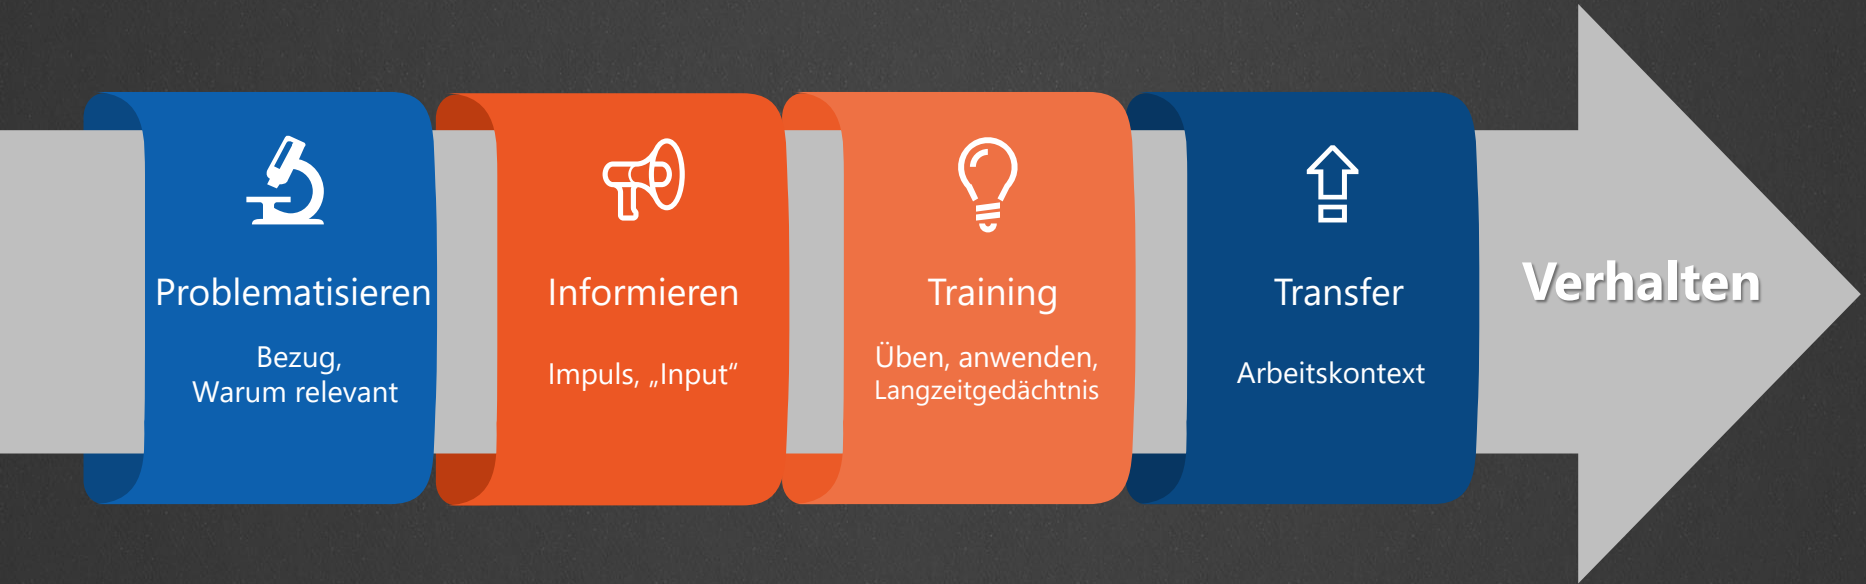 Problematisieren
Bezug,
Warum relevant
Informieren
Impuls, „Input“
Training
Üben, anwenden,
Langzeitgedächtnis
Transfer
Arbeitskontext
Verhalten